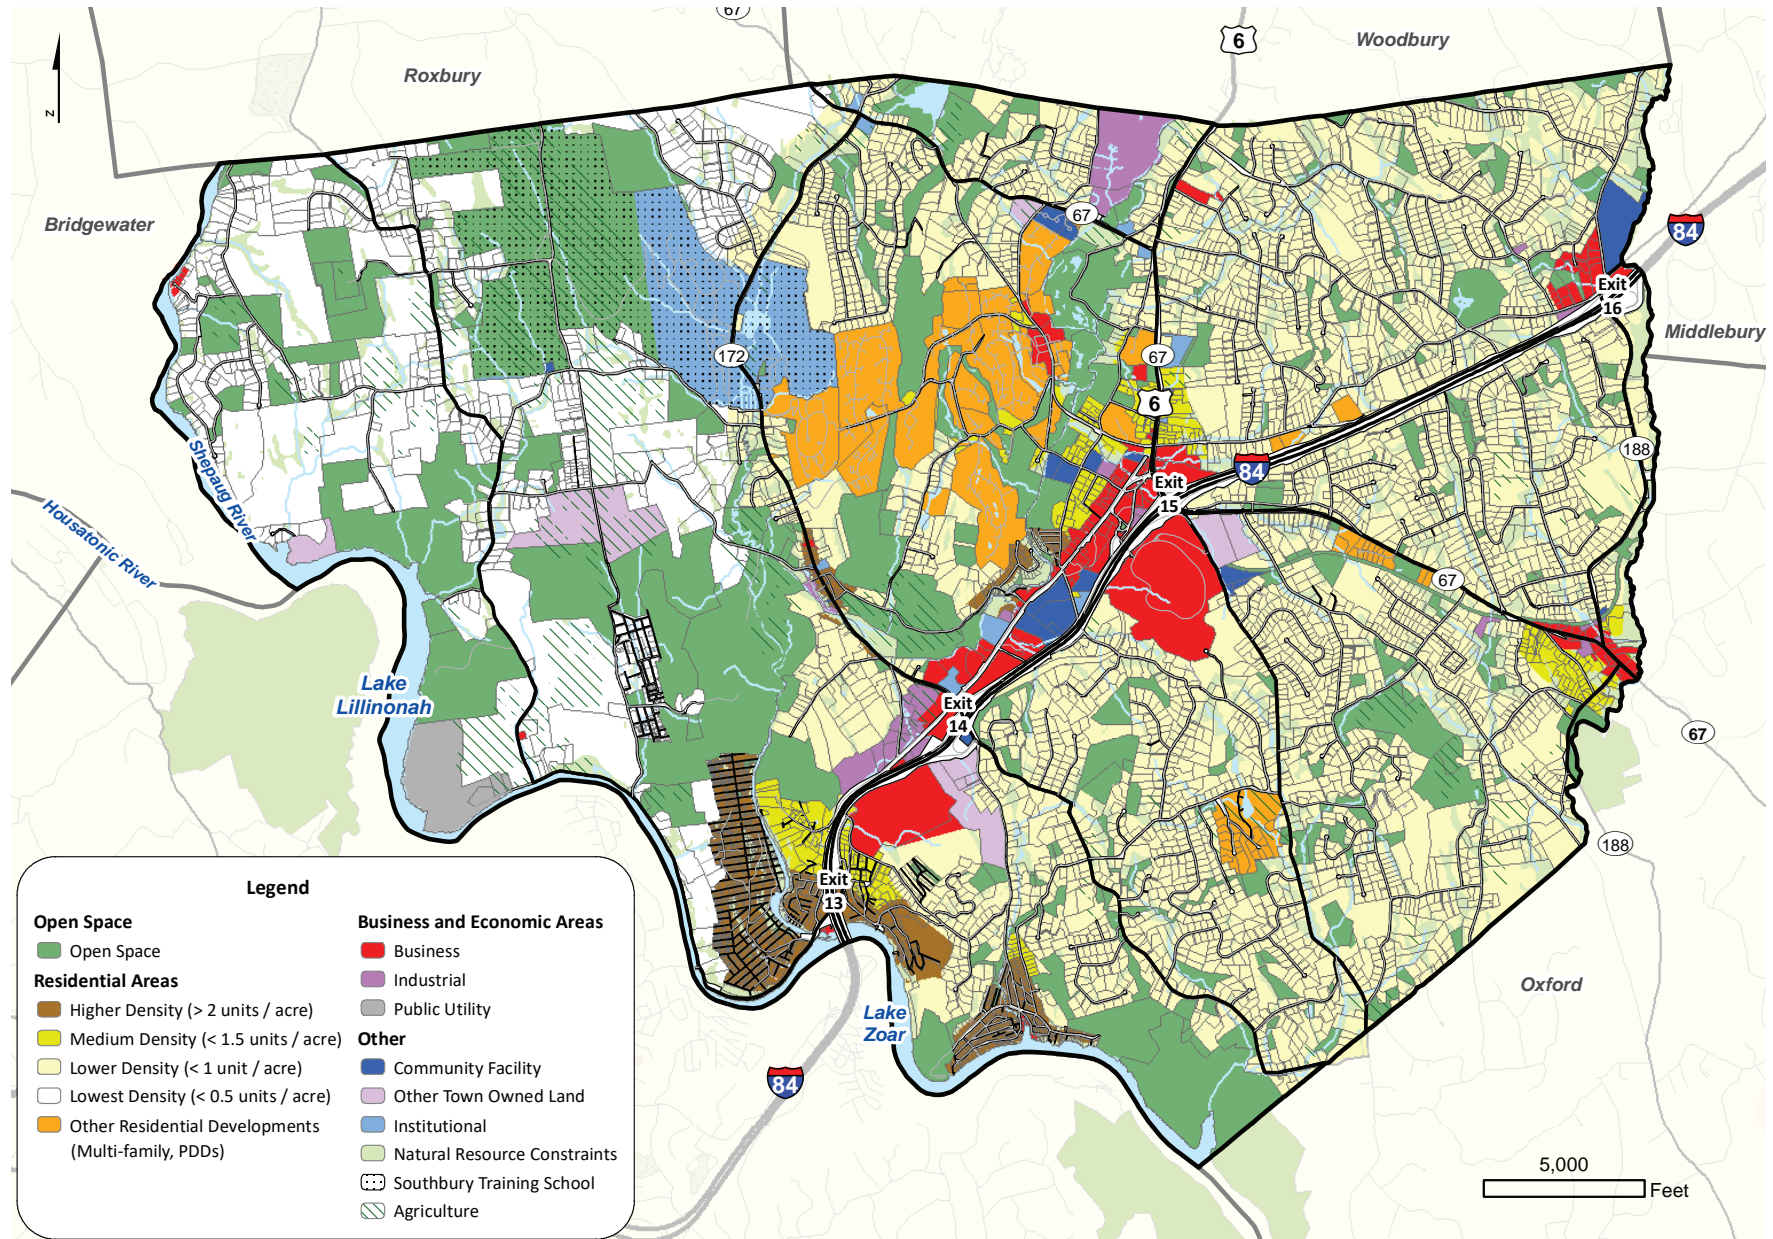 67
6
Woodbury
Roxbury
N
Bridgewater
67
84
Exit
16
Middlebury
172
67
6
188
84
Exit
15
Shepaug River
Housatonic River
67
Lake
Lillinonah
Exit
14
67
188
Exit
13
Oxford
Lake
Zoar
84
5,000
Feet
Legend
Open Space
Open Space
Residential Areas
Higher Density (> 2 units / acre)
Medium Density (< 1.5 units / acre)
Lower Density (< 1 unit / acre)
Lowest Density (< 0.5 units / acre)
Other Residential Developments
(Multi-family, PDDs)
Business and Economic Areas
Business
Industrial
Public Utility
Other
Community Facility
Other Town Owned Land
Institutional
Natural Resource Constraints
Southbury Training School
Agriculture